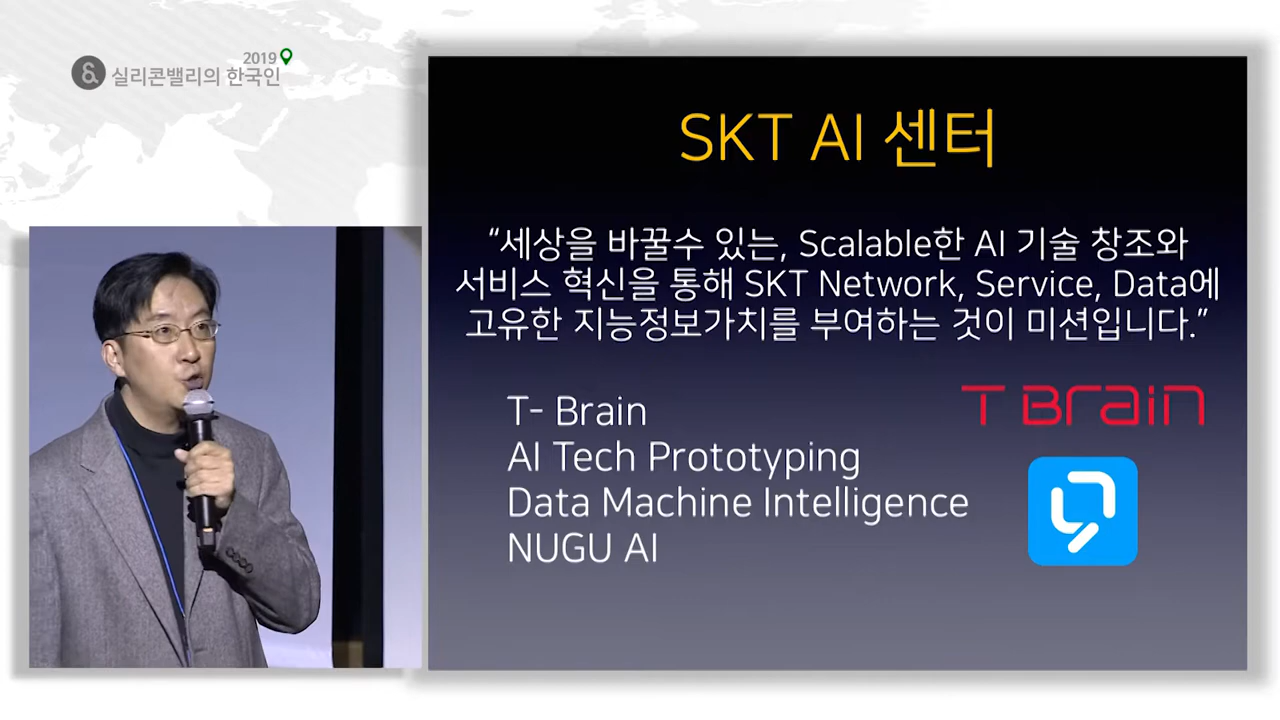 2019
& 실리콘밸리의 한국인
SKT AI 센터
“세상을 바꿀수 있는, Scalable한 AI 기술 창조와
서비스 혁신을 통해 SKT Network, Service, Data에
고유한 지능정보가치를 부여하는 것이 미션입니다.”
T- Brain
T Brain
AI Tech Prototyping
Data Machine Intelligence
NUGU AI